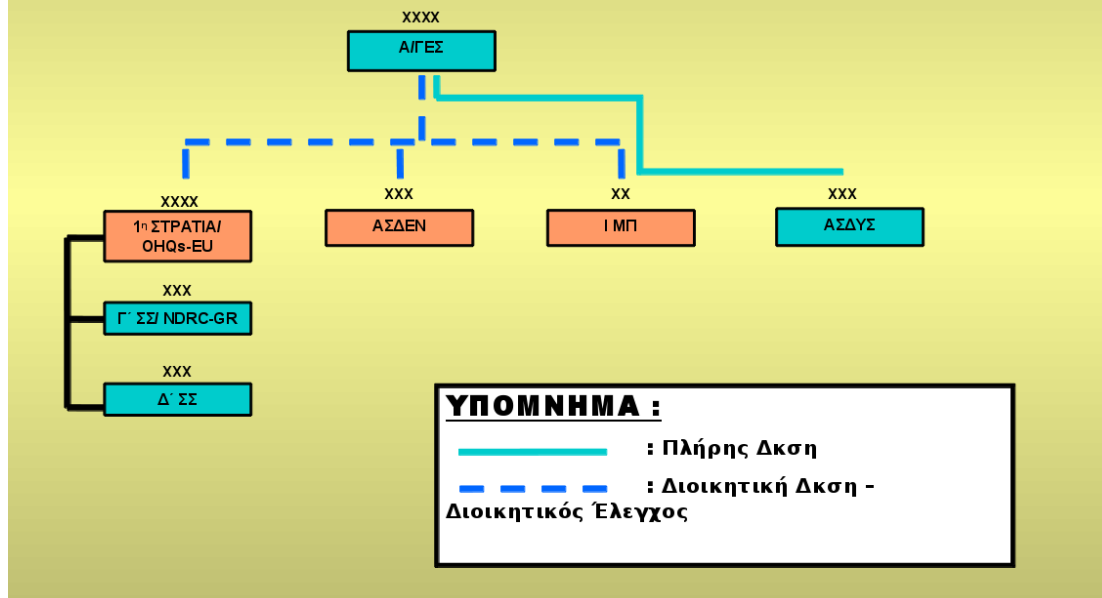 XXXX
Α/ΓΕΣ
XXXX
1η ΣΤΡΑΤΙΑ/
OHQs-EU
XXX
ΑΣΔΕΝ
XX
Ι ΜΠ
XXX
ΑΣΔΥΣ
XXX
Γ΄ ΣΣ/ NDRC-GR
XXX
Δ΄ ΣΣ
ΥΠΟΜΝΗΜΑ :
: Πλήρης Δκση
: Διοικητική Δκση –
Διοικητικός Έλεγχος